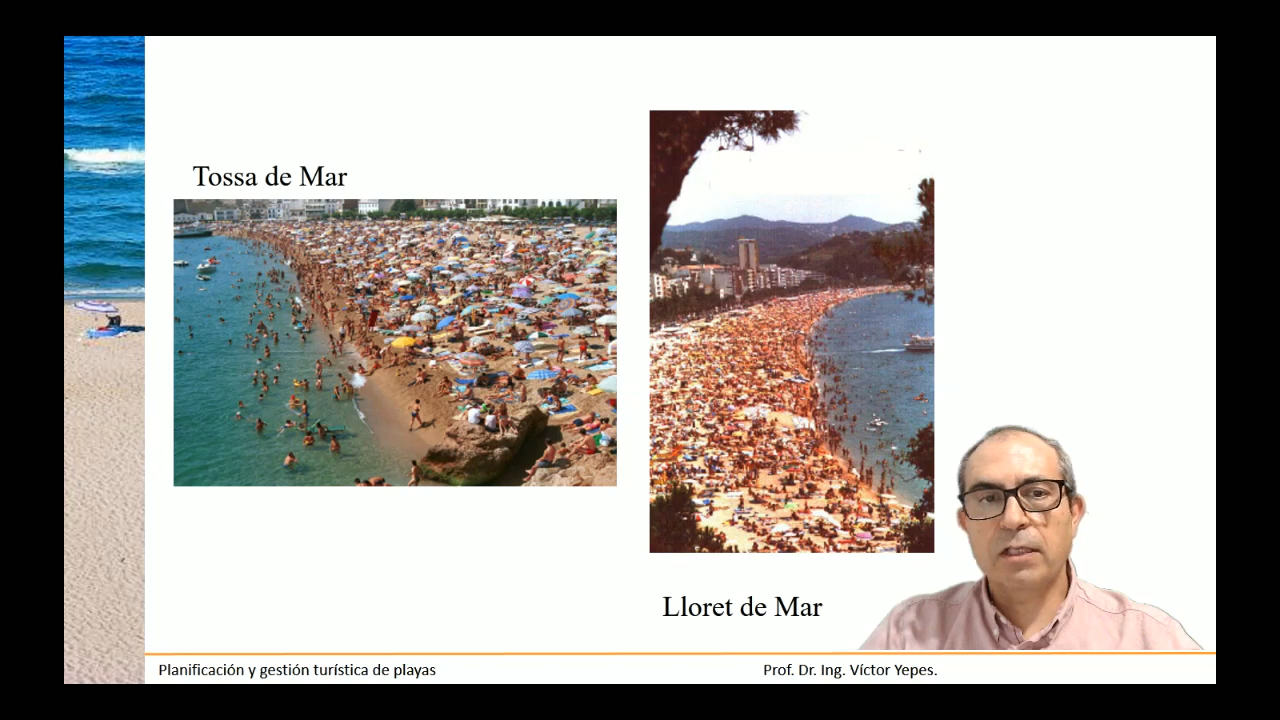 Tossa de Mar
Lloret de Mar
Planificación y gestión turística de playas
Prof. Dr. Ing. Víctor Yepes.